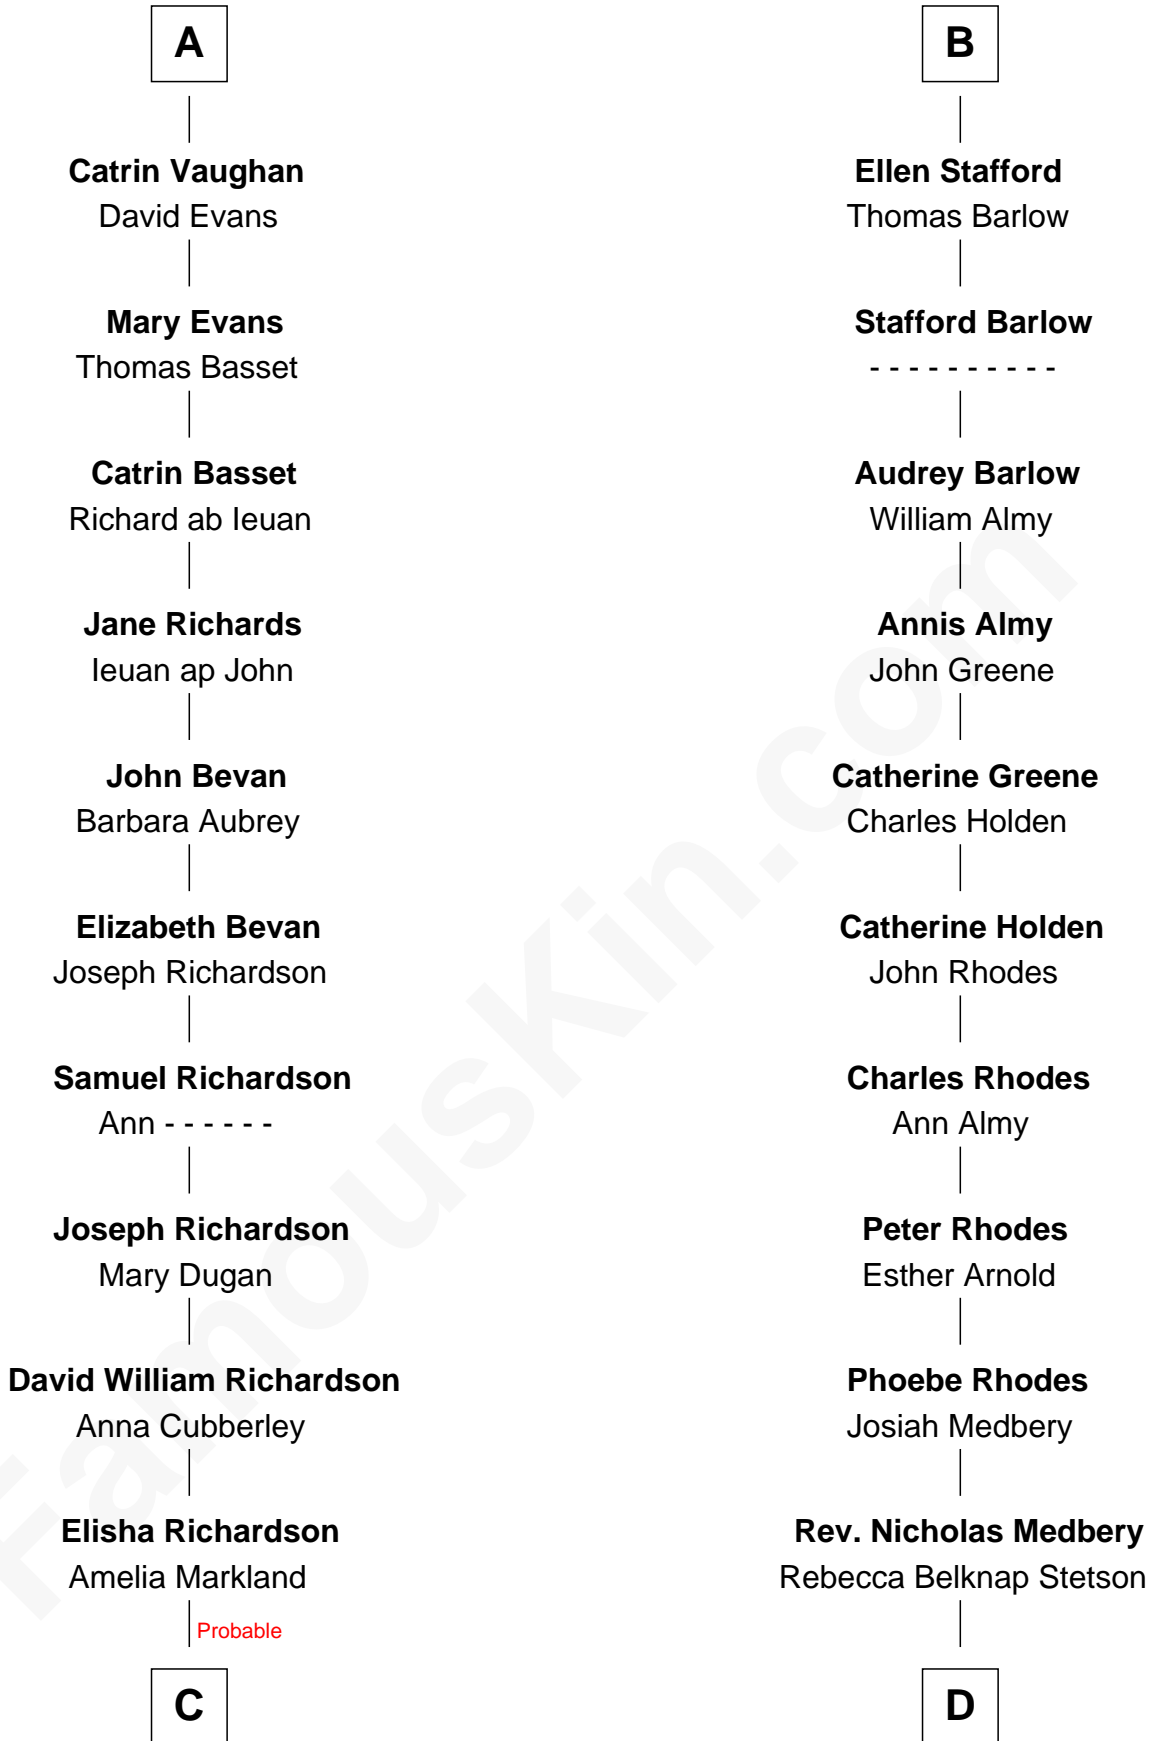 A
Catrin Vaughan
David Evans
Mary Evans
Thomas Basset
Catrin Basset
Richard ab Ieuan
Jane Richards
Ieuan ap John
John Bevan
Barbara Aubrey
Elizabeth Bevan
Joseph Richardson
Samuel Richardson
Ann - - - - - -
Joseph Richardson
Mary Dugan
David William Richardson
Anna Cubberley
Elisha Richardson
Amelia Markland
Probable
C
B
Ellen Stafford
Thomas Barlow
Stafford Barlow
- - - - - - - - - -
Audrey Barlow
William Almy
Annis Almy
John Greene
Catherine Greene
Charles Holden
Catherine Holden
John Rhodes
Charles Rhodes
Ann Almy
Peter Rhodes
Esther Arnold
Phoebe Rhodes
Josiah Medbery
Rev. Nicholas Medbery
Rebecca Belknap Stetson
D
FamousKin.com